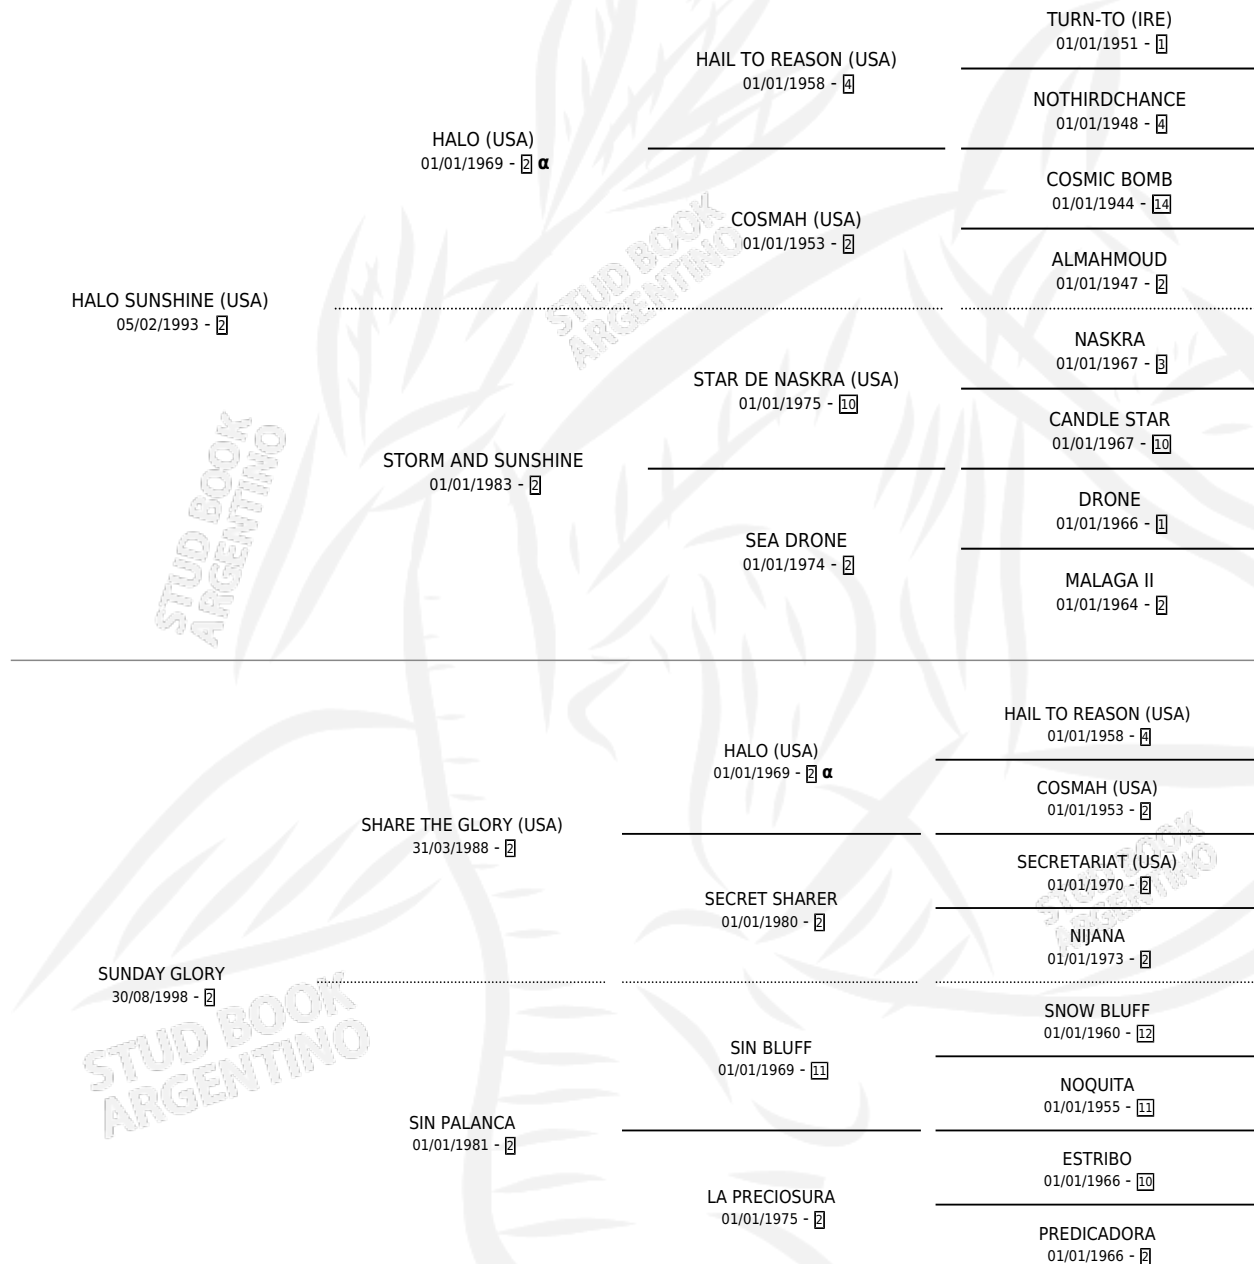 TURN-TO (IRE)
01/01/1951 - 1
HAIL TO REASON (USA)
01/01/1958 - 4
NOTHIRDCHANCE
01/01/1948 - 4
HALO (USA)
01/01/1969 - 2 α
COSMIC BOMB
01/01/1944 - 14
COSMAH (USA)
01/01/1953 - 2
ALMAHMOUD
01/01/1947 - 2
HALO SUNSHINE (USA)
05/02/1993 - 2
NASKRA
01/01/1967 - 3
STAR DE NASKRA (USA)
01/01/1975 - 10
CANDLE STAR
01/01/1967 - 10
STORM AND SUNSHINE
01/01/1983 - 2
DRONE
01/01/1966 - 1
SEA DRONE
01/01/1974 - 2
MALAGA II
01/01/1964 - 2
HAIL TO REASON (USA)
01/01/1958 - 4
HALO (USA)
01/01/1969 - 2 α
COSMAH (USA)
01/01/1953 - 2
SHARE THE GLORY (USA)
31/03/1988 - 2
SECRETARIAT (USA)
01/01/1970 - 2
SECRET SHARER
01/01/1980 - 2
NIJANA
01/01/1973 - 2
SUNDAY GLORY
30/08/1998 - 2
SNOW BLUFF
01/01/1960 - 12
SIN BLUFF
01/01/1969 - 11
NOQUITA
01/01/1955 - 11
SIN PALANCA
01/01/1981 - 2
ESTRIBO
01/01/1966 - 10
LA PRECIOSURA
01/01/1975 - 2
PREDICADORA
01/01/1966 - 2
STUD BOOK
ARGENTINO
STUD BOOK
ARGENTINO
STUD BOOK
ARGENTINO
STUD BOOK
ARGENTINO